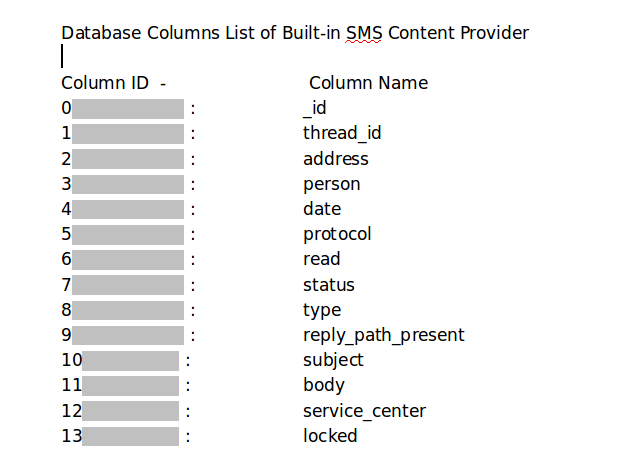 Database Columns List of Built-in SMS Content Provider
Column ID - Column Name
0 : _id
1 : thread_id
2 : address
3 : person
4 : date
5 : protocol
6 : read
7 : status
8 : type
9 : reply_path_present
10 : subject
11 : body
12 : service_center
13 : locked